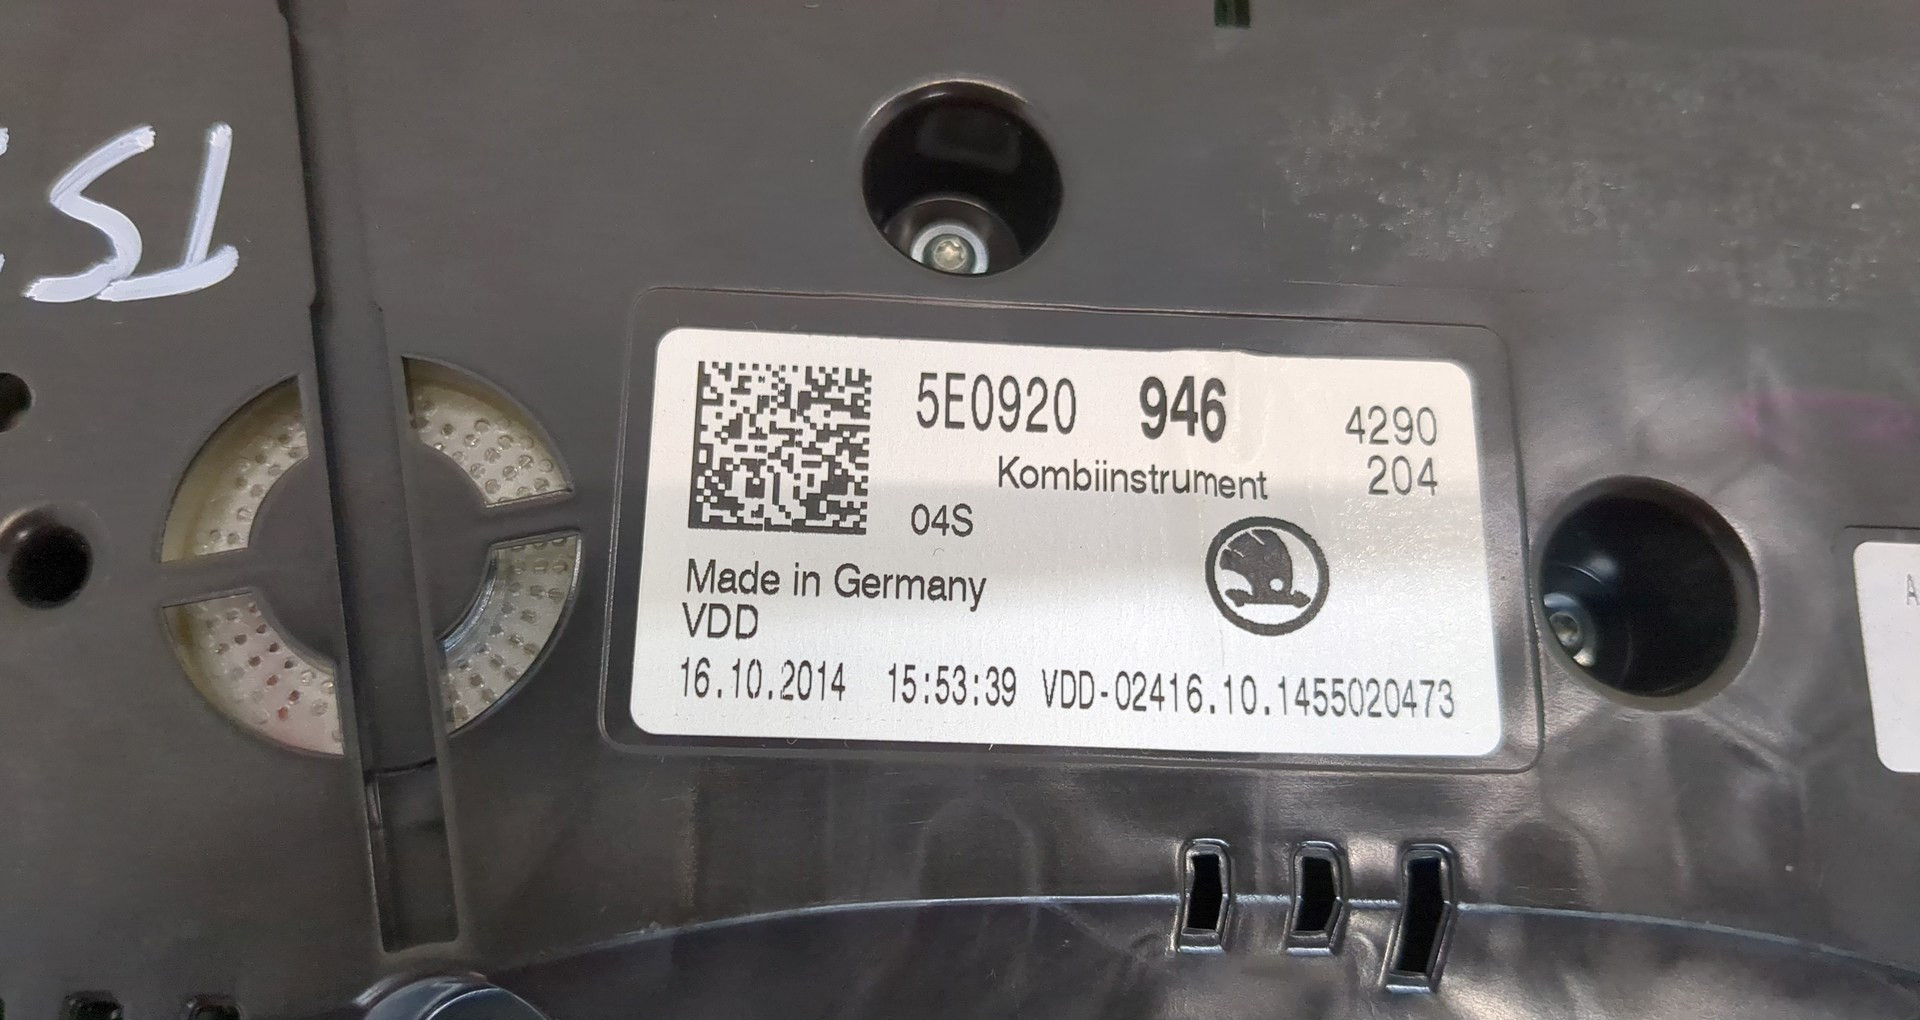 5E0920 946 4290
Kombiinstrument 204
04S
Made in Germany
VDD
16.10.2014 15:53:39 VDD-02416.10.1455020473